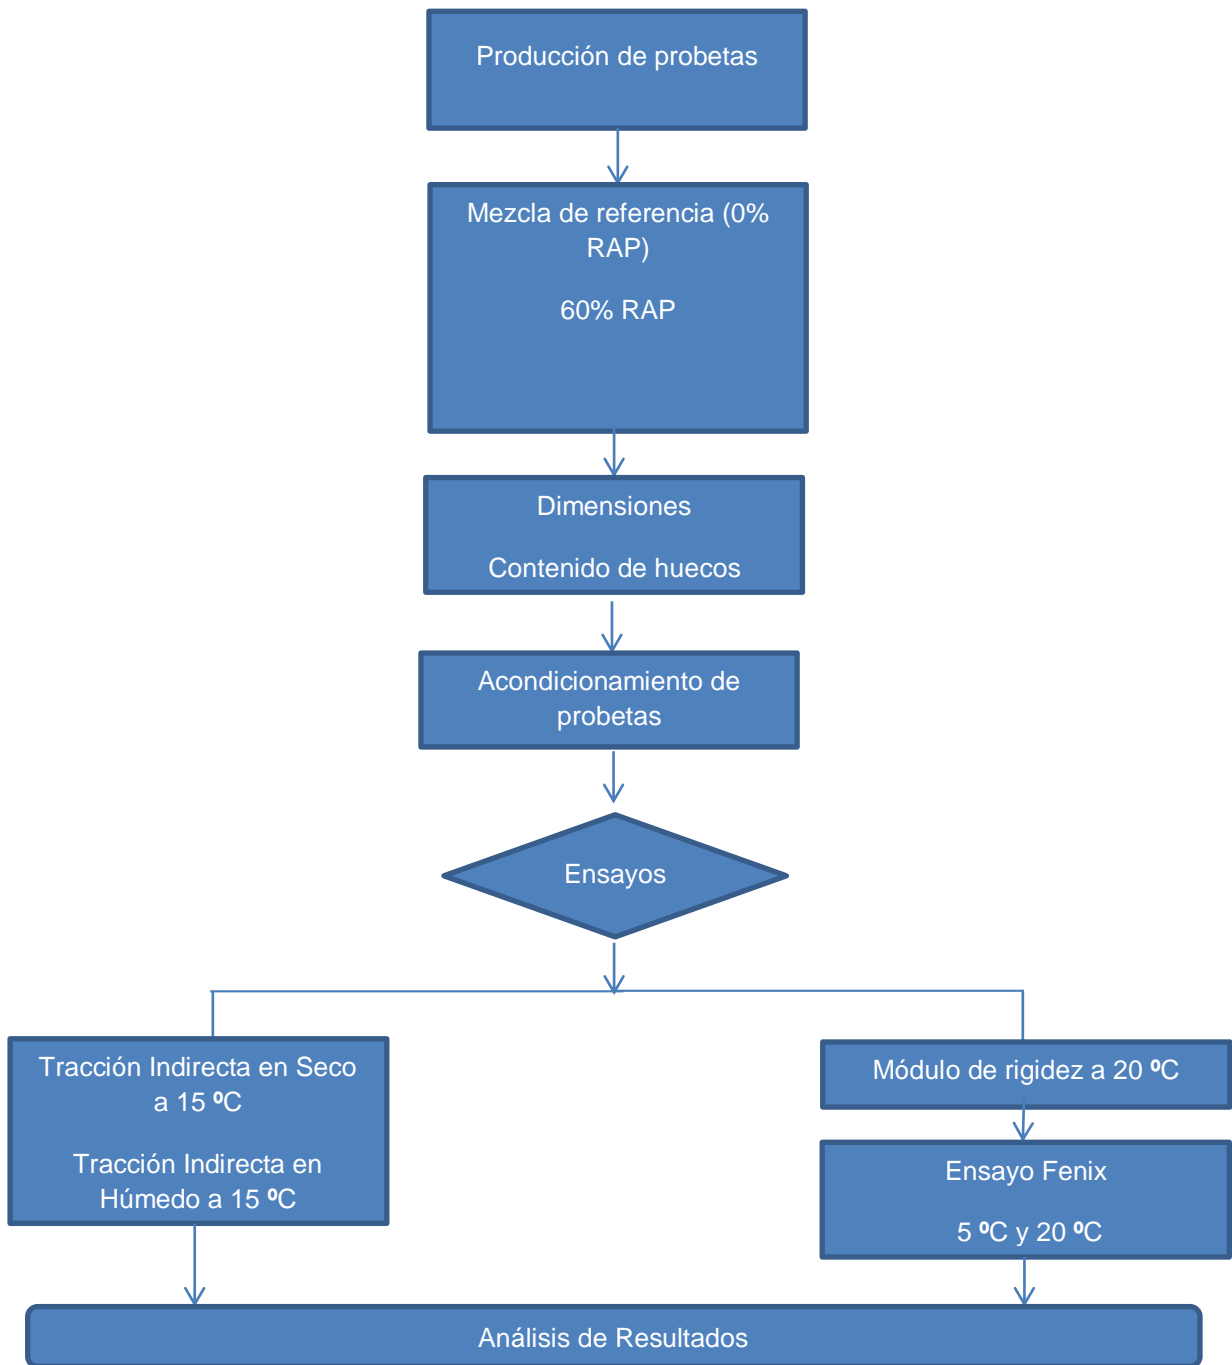 Producción de probetas
Mezcla de referencia (0%
RAP)
60% RAP
Dimensiones
Contenido de huecos
Acondicionamiento de
probetas
Ensayos
Tracción Indirecta en Seco
a 15 ºC
Tracción Indirecta en
Húmedo a 15 ºC
Módulo de rigidez a 20 ºC
Ensayo Fenix
5 ºC y 20 ºC
Análisis de Resultados